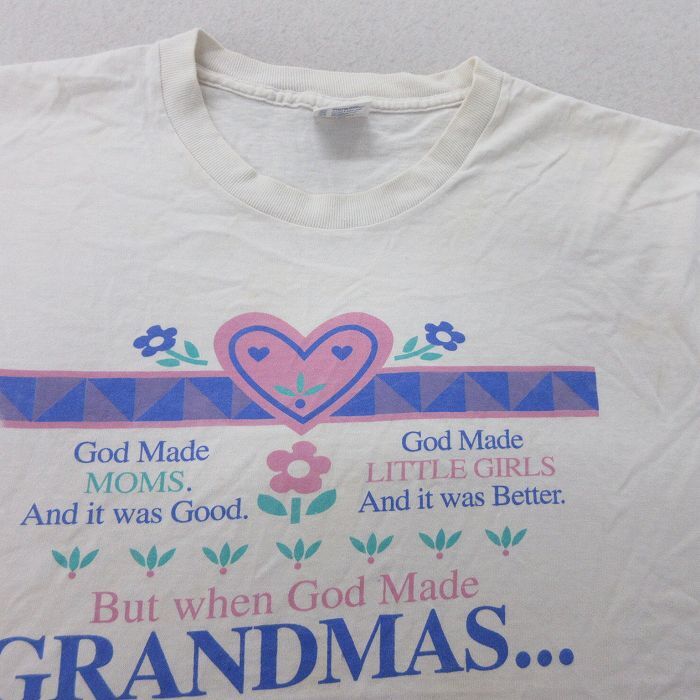 God Made
MOMS.
And it was Good.
God Made
LITTLE GIRLS
And it was Better.
But when God Made
GRANDMAS...